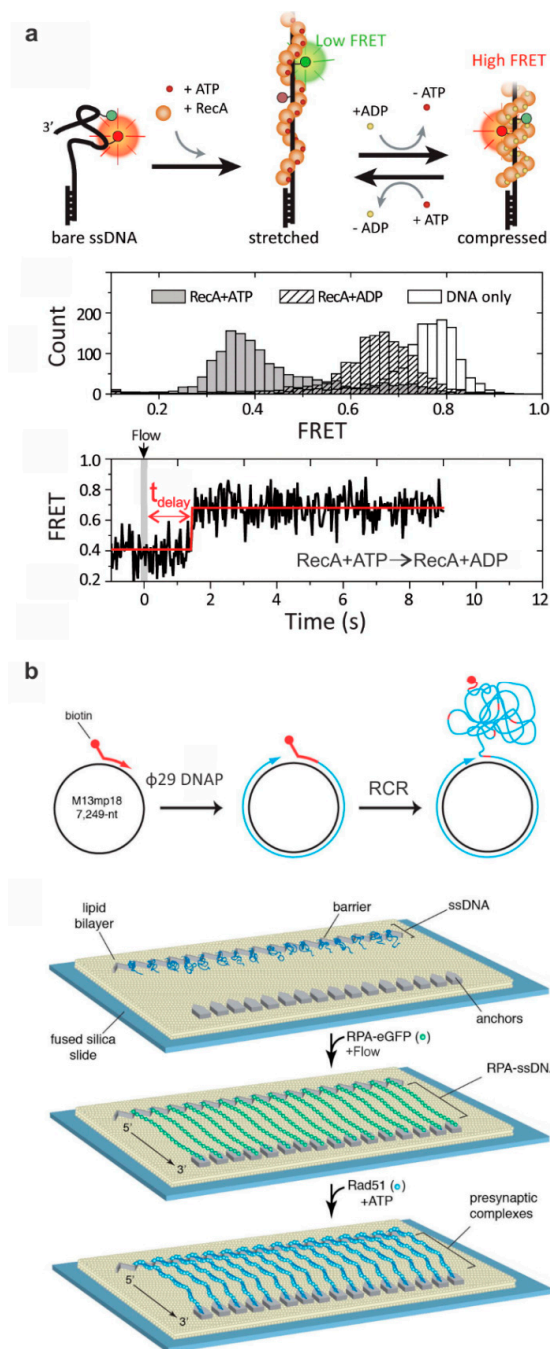 a
Low FRET
High FRET
+ ATP
+ RecA
3′
+ADP
- ATP
- ADP
+ ATP
bare ssDNA
stretched
compressed
Count
200
100
0
RecA+ATP
RecA+ADP
DNA only
0.2
0.4
0.6
0.8
1.0
FRET
Flow
FRET
1.0
0.8
0.6
0.4
0.2
tdelay
RecA+ATP→RecA+ADP
0
2
4
6
8
10
12
Time (s)
b
biotin
M13mp18
7,249-nt
ϕ29 DNAP
RCR
lipid
bilayer
barrier
ssDNA
fused silica
slide
anchors
RPA-eGFP ( )
+Flow
RPA-ssDNA
5′
3′
Rad51 ( )
+ATP
presynaptic
complexes
5′
3′